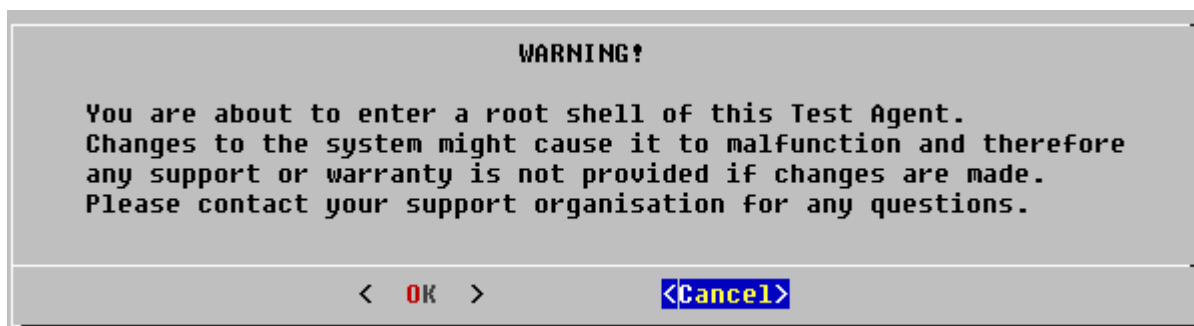 WARNING!
You are about to enter a root shell of this Test Agent.
Changes to the system might cause it to malfunction and therefore
any support or warranty is not provided if changes are made.
Please contact your support organisation for any questions.
< OK > <Cancel>